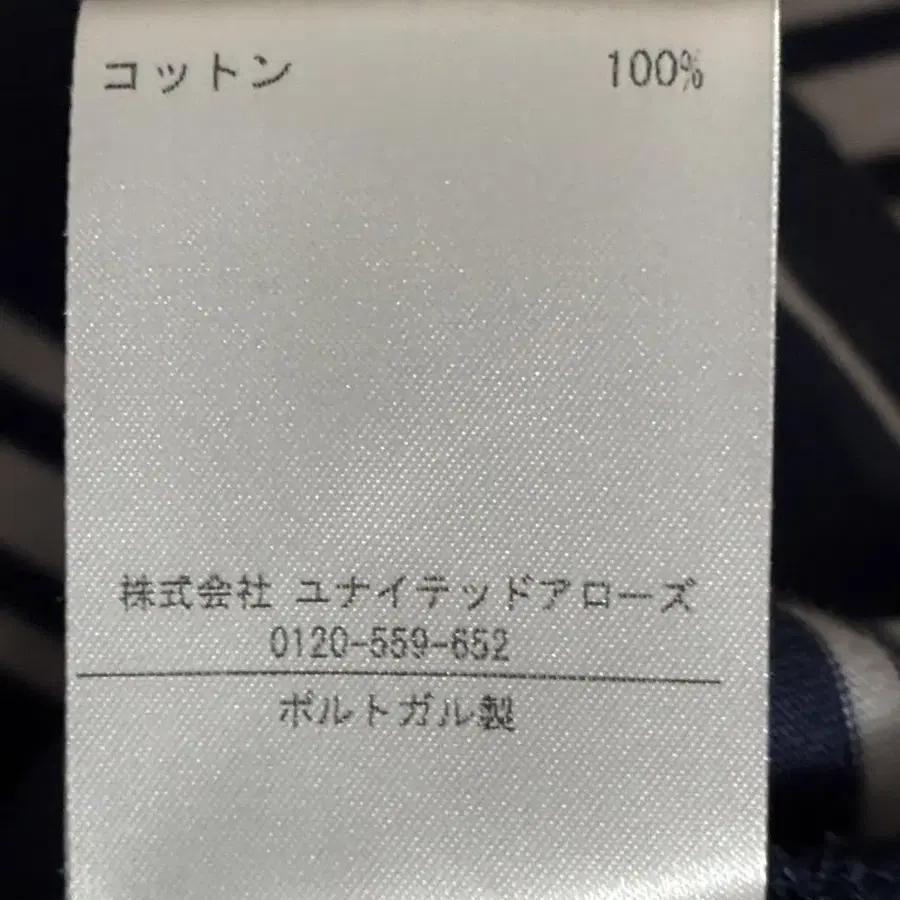 コットン 100%
株式会社 ユナイテッドアローズ
0120-559-652
ポルトガル製